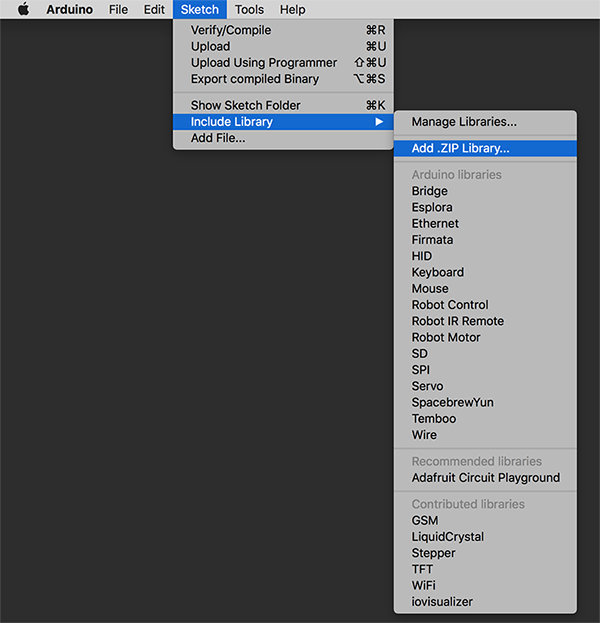 Arduino File Edit Sketch Tools Help
Verify/Compile ⌘R
Upload ⌘U
Upload Using Programmer ⇧⌘U
Export compiled Binary ⌥⌘S
Show Sketch Folder ⌘K
Include Library ▶
Add File...
Manage Libraries...
Add .ZIP Library...
Arduino libraries
Bridge
Esplora
Ethernet
Firmata
HID
Keyboard
Mouse
Robot Control
Robot IR Remote
Robot Motor
SD
SPI
Servo
SpacebrewYun
Temboo
Wire
Recommended libraries
Adafruit Circuit Playground
Contributed libraries
GSM
LiquidCrystal
Stepper
TFT
WiFi
iovisualizer